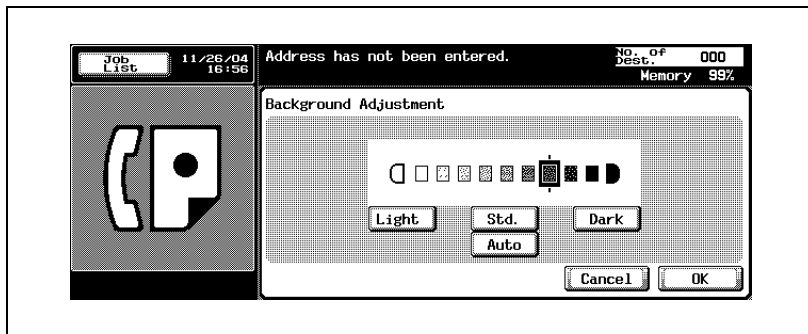 Job List
11/26/04
16:56
Address has not been entered.
No. of Dest. 000
Memory 99%
Background Adjustment
Light Std. Dark
Auto
Cancel OK